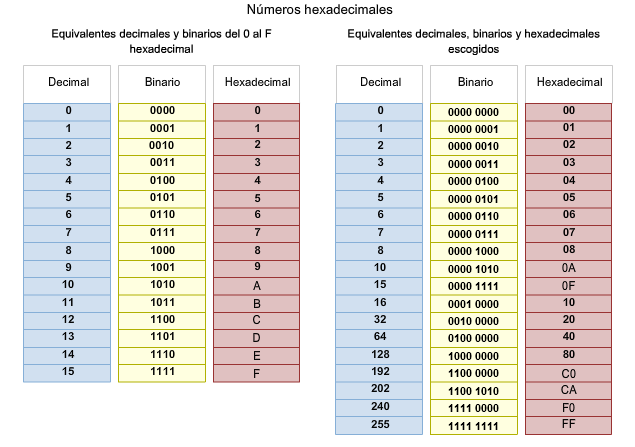 Números hexadecimales
Equivalentes decimales y binarios del 0 al F
hexadecimal
Decimal Binario Hexadecimal
0 0000 0
1 0001 1
2 0010 2
3 0011 3
4 0100 4
5 0101 5
6 0110 6
7 0111 7
8 1000 8
9 1001 9
10 1010 A
11 1011 B
12 1100 C
13 1101 D
14 1110 E
15 1111 F
Equivalentes decimales, binarios y hexadecimales
escogidos
Decimal Binario Hexadecimal
0 0000 0000 00
1 0000 0001 01
2 0000 0010 02
3 0000 0011 03
4 0000 0100 04
5 0000 0101 05
6 0000 0110 06
7 0000 0111 07
8 0000 1000 08
10 0000 1010 0A
15 0000 1111 0F
16 0001 0000 10
32 0010 0000 20
64 0100 0000 40
128 1000 0000 80
192 1100 0000 C0
202 1100 1010 CA
240 1111 0000 F0
255 1111 1111 FF